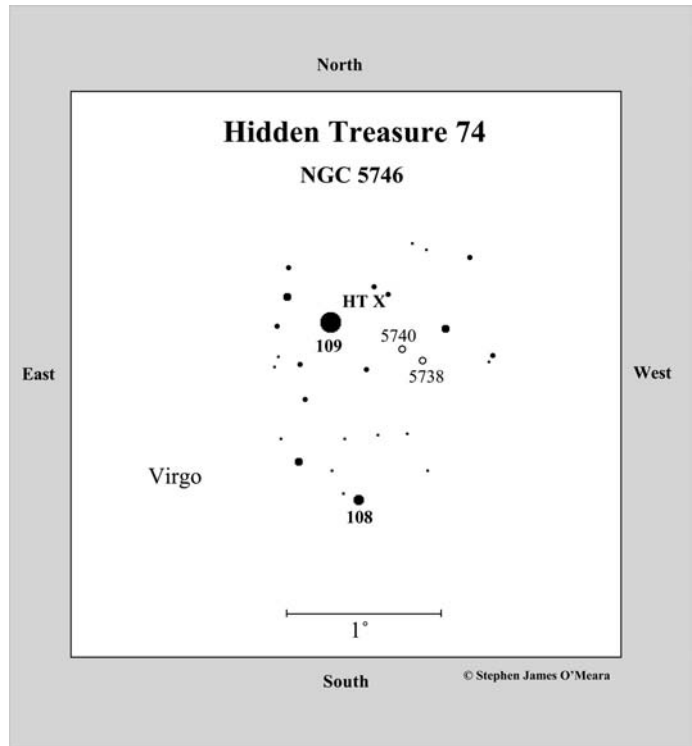 North
Hidden Treasure 74
NGC 5746
HT X
109
5740
5738
East
West
Virgo
108
1°
South
© Stephen James O’Meara